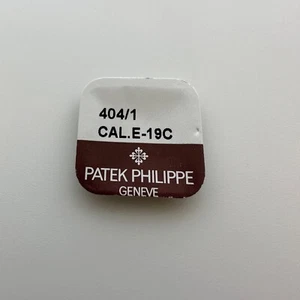 404/1
CAL.E-19C
PATEK PHILIPPE
GENEVE